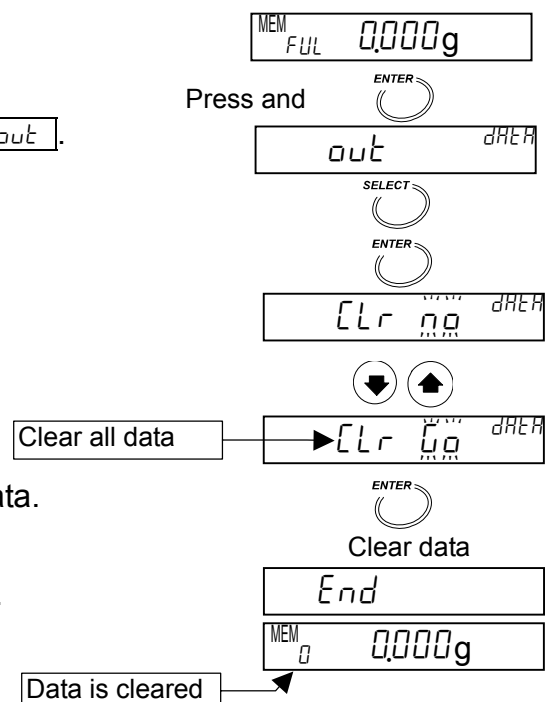 MEM FUL 0.000g
ENTER
Press and
out .
out dAtA
SELECT
ENTER
CLr no dAtA
Clear all data
CLr Go dAtA
ENTER
ata.
Clear data
End
MEM 0 0.000g
Data is cleared